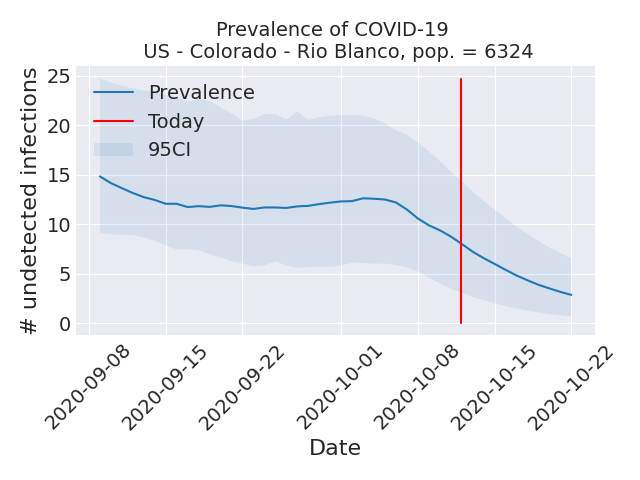 Prevalence of COVID-19
US - Colorado - Rio Blanco, pop. = 6324
# undetected infections
25
20
15
10
5
0
Prevalence
Today
95CI
2020-09-08
2020-09-15
2020-09-22
2020-10-01
2020-10-08
2020-10-15
2020-10-22
Date